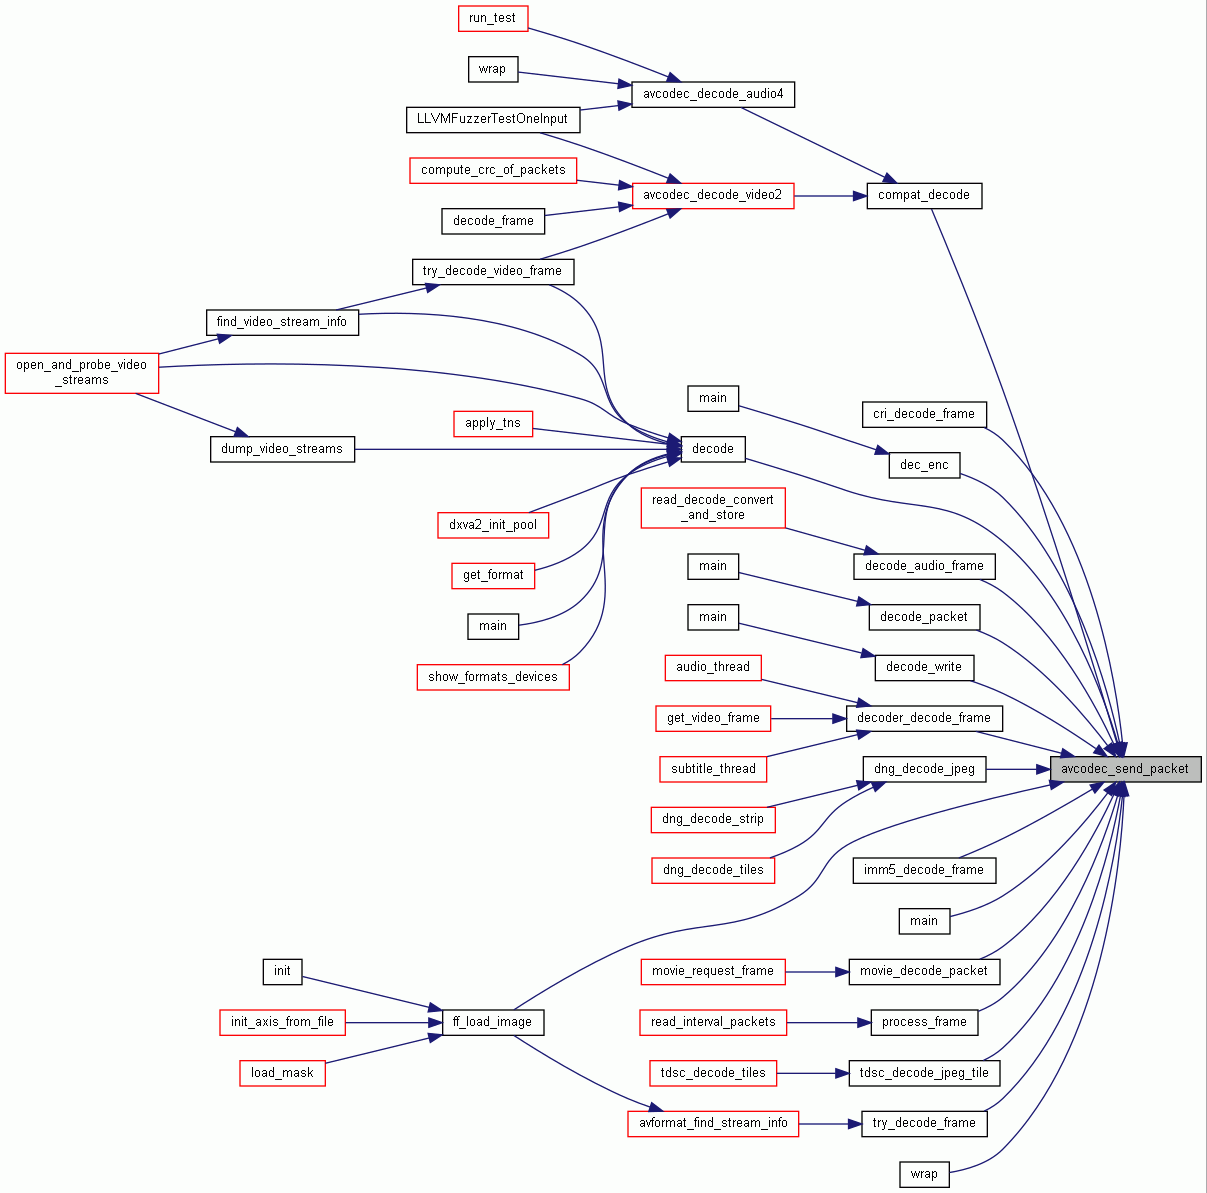 run_test
wrap
avcodec_decode_audio4
LLVMFuzzerTestOneInput
compute_crc_of_packets
avcodec_decode_video2
compat_decode
decode_frame
try_decode_video_frame
find_video_stream_info
open_and_probe_video
_streams
main
cri_decode_frame
apply_tns
dump_video_streams
decode
dec_enc
read_decode_convert
_and_store
dxva2_init_pool
main
decode_audio_frame
get_format
main
decode_packet
main
audio_thread
decode_write
show_formats_devices
get_video_frame
decoder_decode_frame
subtitle_thread
dng_decode_jpeg
avcodec_send_packet
dng_decode_strip
dng_decode_tiles
imm5_decode_frame
main
init
movie_request_frame
movie_decode_packet
init_axis_from_file
ff_load_image
read_interval_packets
process_frame
load_mask
tdsc_decode_tiles
tdsc_decode_jpeg_tile
avformat_find_stream_info
try_decode_frame
wrap